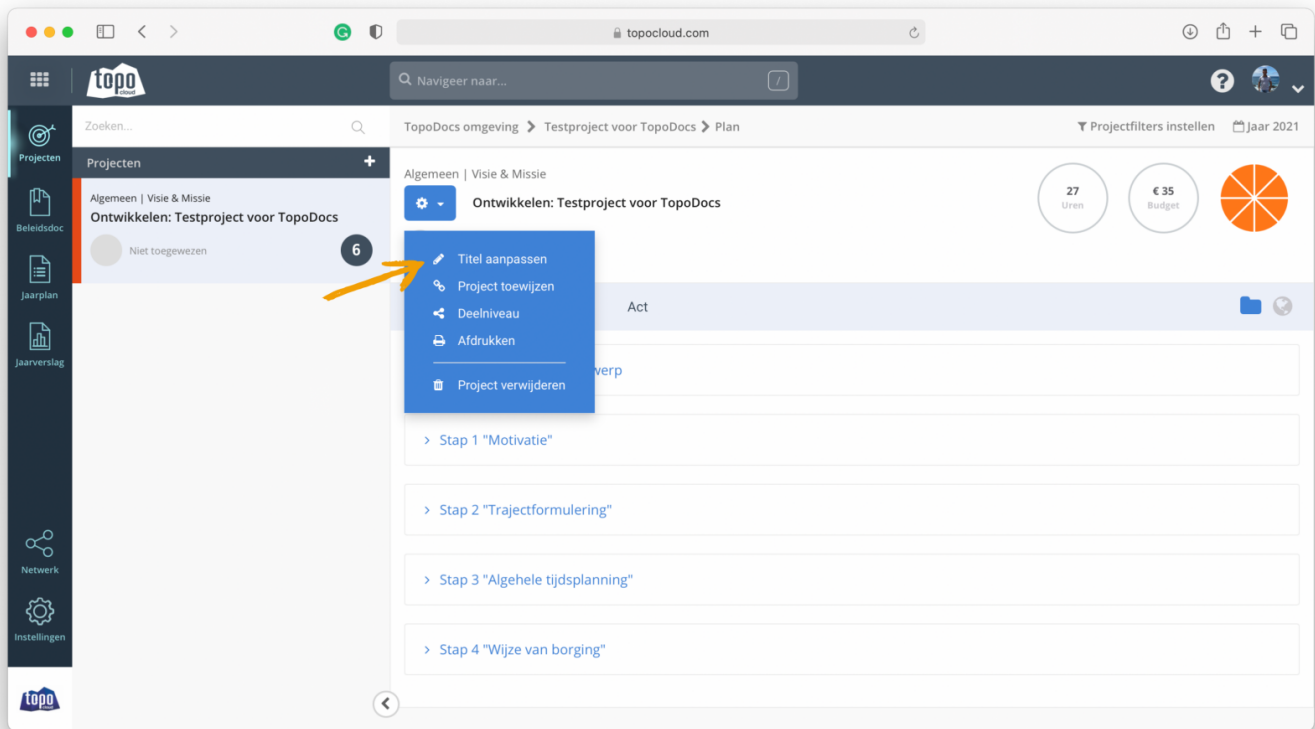 topocloud.com
topo
cloud
Navigeer naar...
/
?
Projecten
Beleidsdoc
Jaarplan
Jaarverslag
Netwerk
Instellingen
topo
cloud
Zoeken...
Projecten +
Algemeen | Visie & Missie
Ontwikkelen: Testproject voor TopoDocs
Niet toegewezen
6
TopoDocs omgeving > Testproject voor TopoDocs > Plan
Projectfilters instellen
Jaar 2021
Algemeen | Visie & Missie
Ontwikkelen: Testproject voor TopoDocs
27
Uren
€ 35
Budget
Titel aanpassen
Project toewijzen
Deelniveau
Afdrukken
Project verwijderen
Act
werp
Stap 1 "Motivatie"
Stap 2 "Trajectformulering"
Stap 3 "Algehele tijdsplanning"
Stap 4 "Wijze van borging"